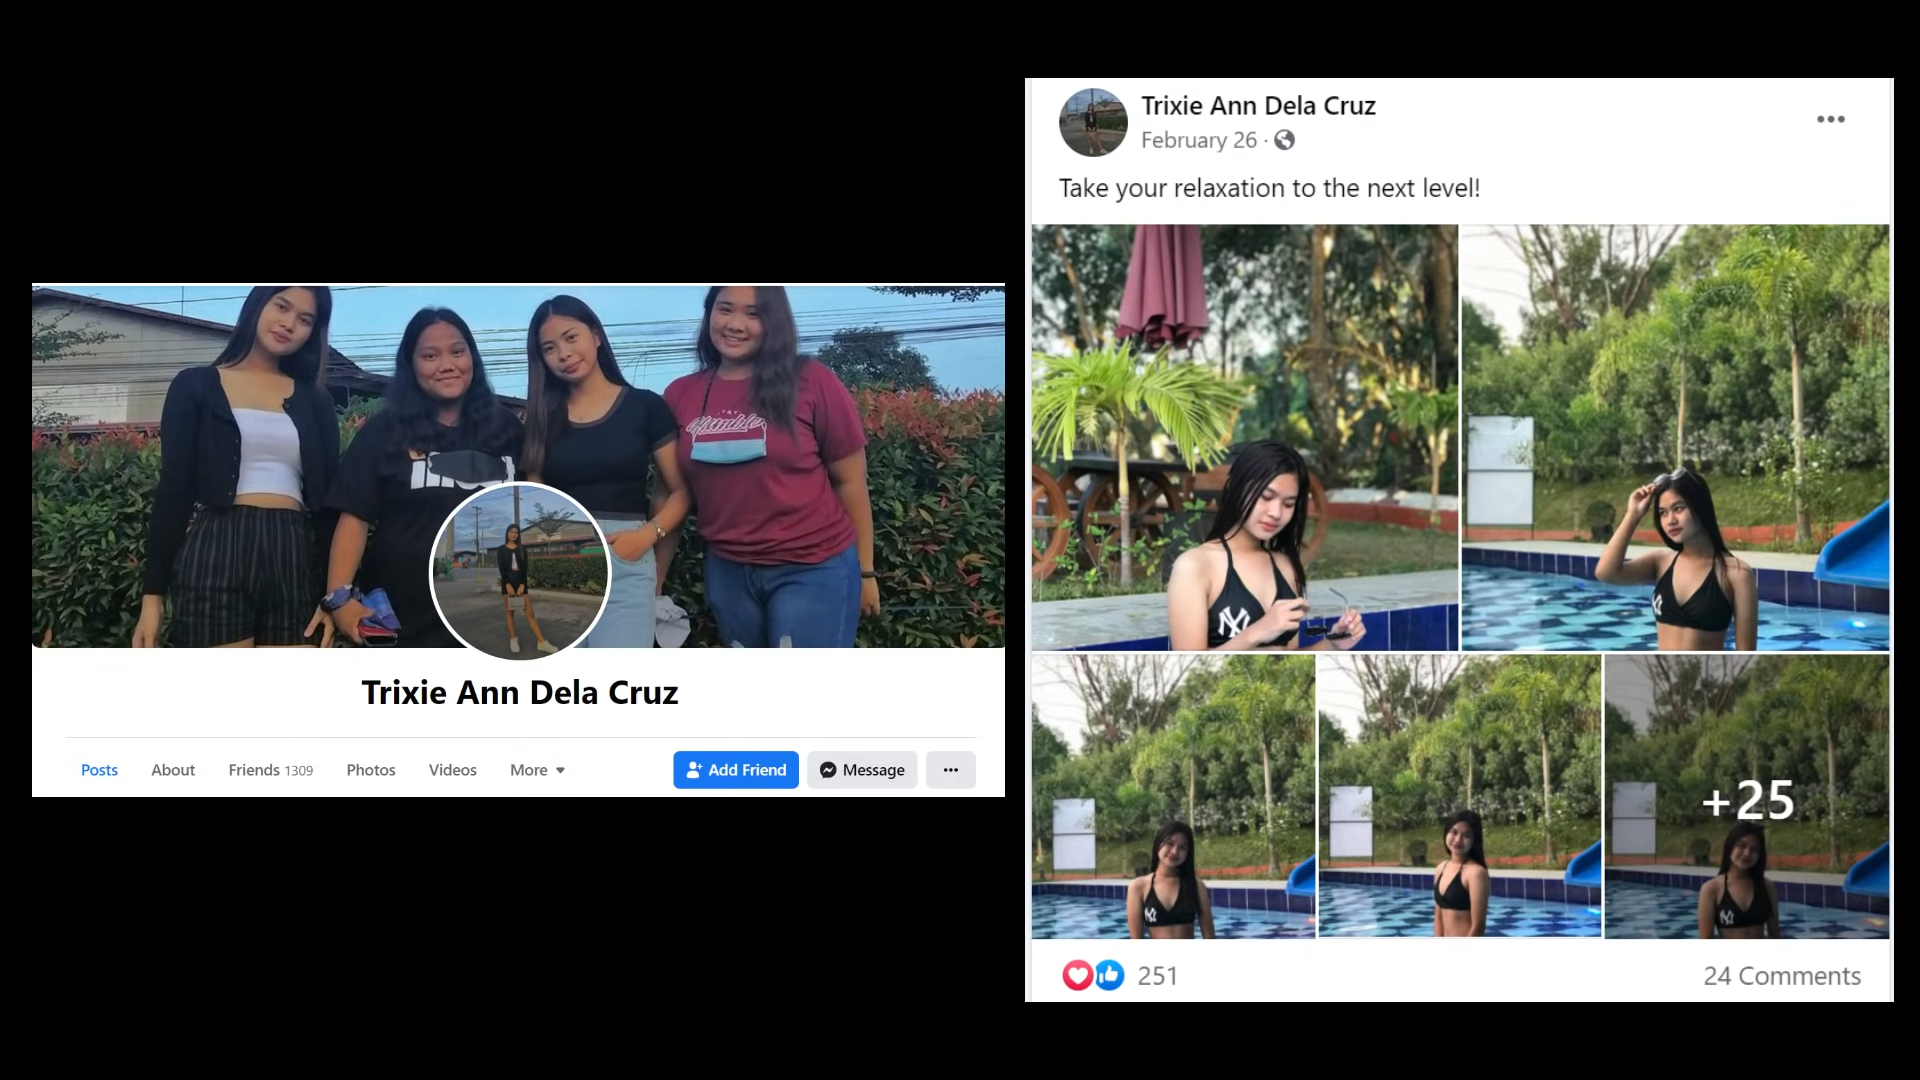 Trixie Ann Dela Cruz
Posts About Friends 1309 Photos Videos More Add Friend Message ...
Trixie Ann Dela Cruz
February 26 ·
Take your relaxation to the next level!
NY
+25
251 24 Comments